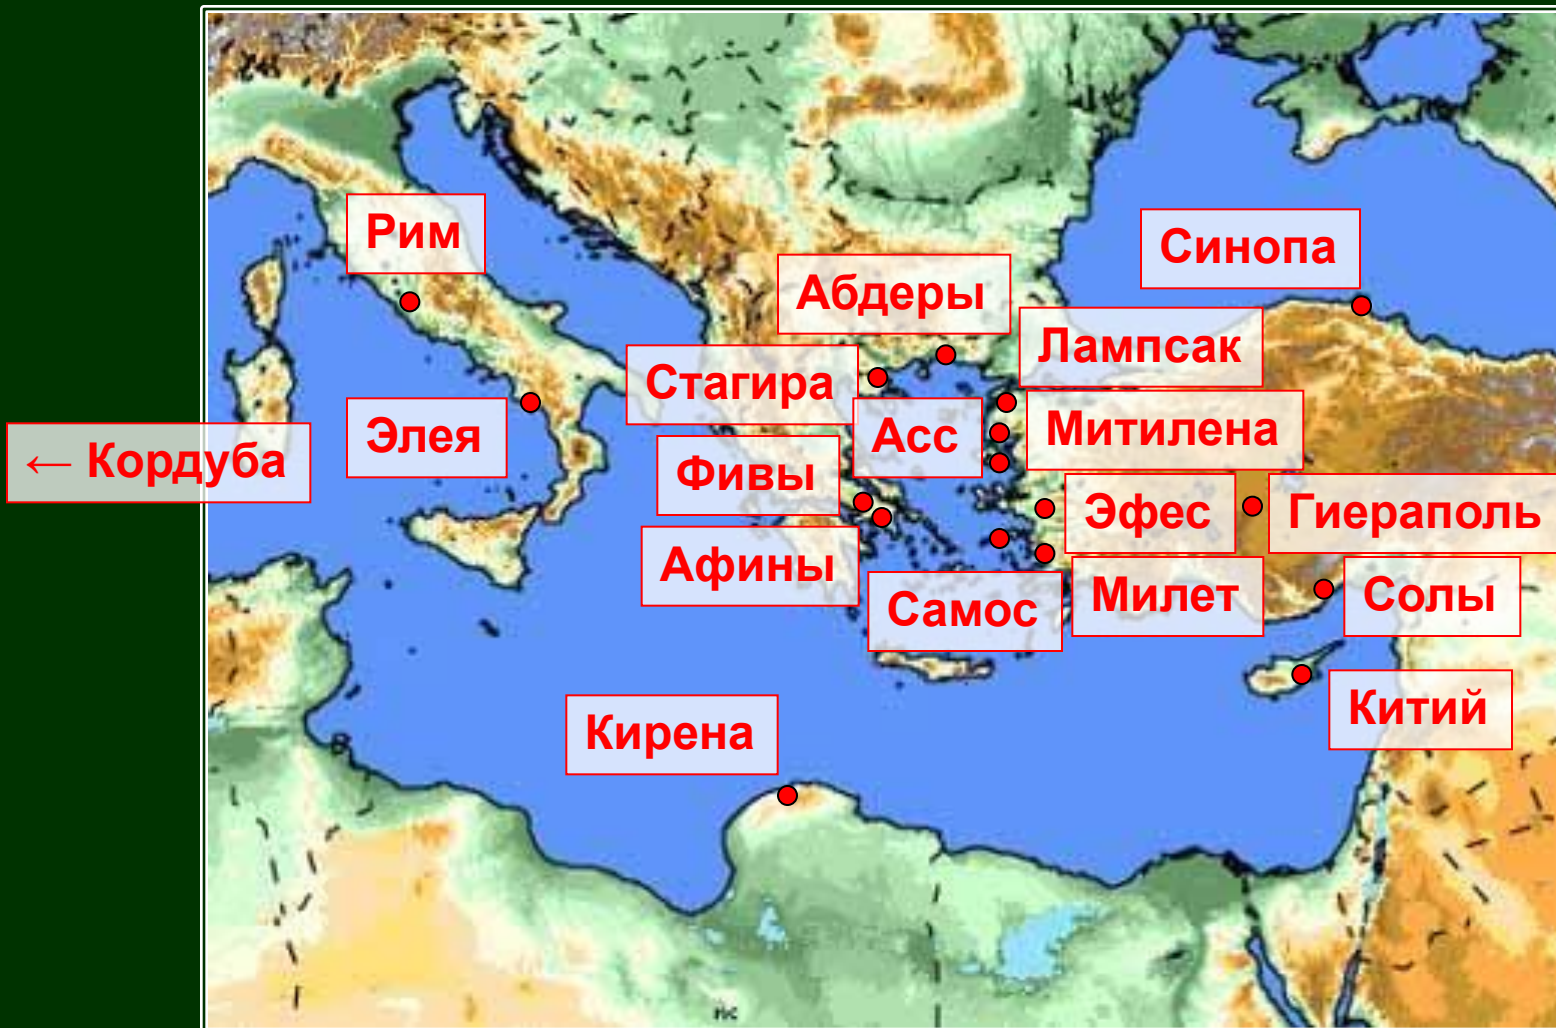 Рим
Синопа
Абдеры
Лампсак
Стагира
Асс
Митилена
Элея
← Кордуба
Фивы
Эфес
Гиераполь
Афины
Самос
Милет
Солы
Китий
Кирена